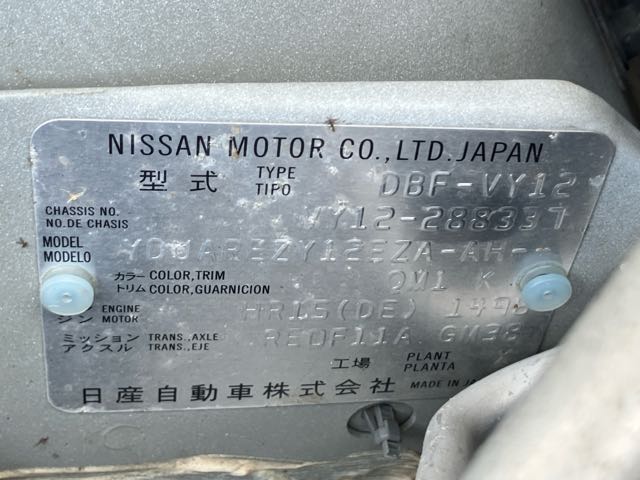 NISSAN MOTOR CO.,LTD.JAPAN
型式 TYPE TIPO DBF-VY12
CHASSIS NO. NO.DE CHASIS VY12-288337
MODEL MODELO
カラー COLOR,TRIM
トリム COLOR,GUARNICION QM1 K
ENGINE MOTOR HR15(DE)
ミッション TRANS.,AXLE
アクスル TRANS.,EJE RE0F11A
工場 PLANT PLANTA
日産自動車株式会社 MADE IN